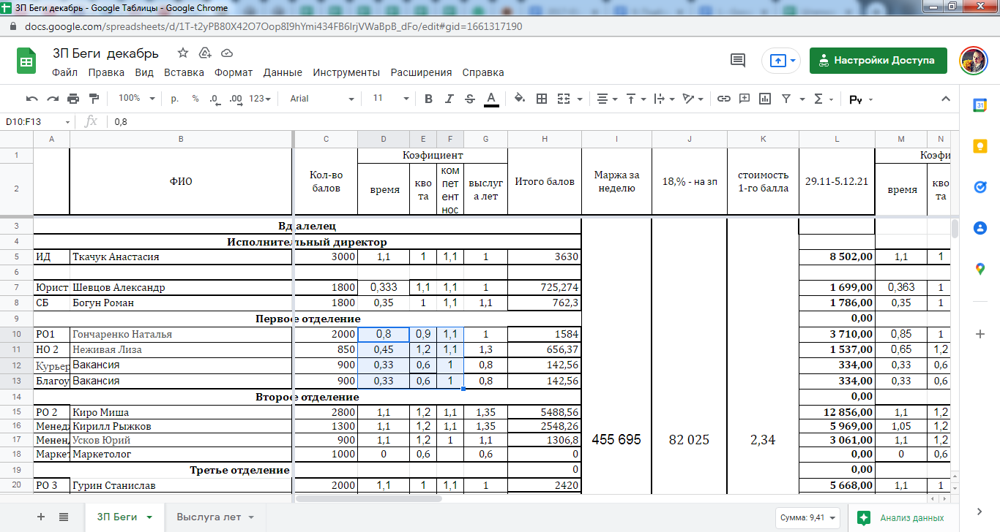 ЗП Беги декабрь - Google Таблицы - Google Chrome
docs.google.com/spreadsheets/d/1T-t2yPB80X42O7Oop8I9hYmi434FB6IrjVWaBpB_dFo/edit#gid=1661317190
ЗП Беги декабрь
Файл Правка Вид Вставка Формат Данные Инструменты Расширения Справка
Настройки Доступа
100% р. % .0 .00 123 Arial 11 B I S A Σ Ру
31
D10:F13 fx 0,8
A B C D E F G H I J K L M N
1 Коэфициент Коэфи
2 ФИО Кол-во балов время кво та ком пет ент нос выслуг а лет Итого балов Маржа за неделю 18,% - на зп стоимость 1-го балла 29.11-5.12.21 время кво та
3 Вдалелец
4 Исполнительный директор
5 ИД Ткачук Анастасия 3000 1,1 1 1,1 1 3630 8 502,00 1,1 1
6
7 Юрист Шевцов Александр 1800 0,333 1,1 1,1 1 725,274 1 699,00 0,363 1
8 СБ Богун Роман 1800 0,35 1 1,1 1,1 762,3 1 786,00 0,35 1
9 Первое отделение 0,00
10 РО1 Гончаренко Наталья 2000 0,8 0,9 1,1 1 1584 3 710,00 0,85 1
11 НО 2 Неживая Лиза 850 0,45 1,2 1,1 1,3 656,37 1 537,00 0,65 1,2
12 Курьер Вакансия 900 0,33 0,6 1 0,8 142,56 334,00 0,33 0,6
13 Благоу Вакансия 900 0,33 0,6 1 0,8 142,56 334,00 0,33 0,6
14 Второе отделение 0,00
15 РО 2 Киро Миша 2800 1,1 1,2 1,1 1,35 5488,56 12 856,00 1,1 1,2
16 Менед Кирилл Рыжков 1300 1,1 1,2 1,1 1,35 2548,26 5 969,00 1,05 1,2
17 Менен Усков Юрий 900 1,1 1,2 1 1,1 1306,8 455 695 82 025 2,34 3 061,00 1,1 1,2
18 Маркет Маркетолог 1000 0 0,6 0,6 0 0,00 0 0,6
19 Третье отделение 0 0,00
20 РО 3 Гурин Станислав 2000 1,1 1 1,1 1 2420 5 668,00 1,1 1
ЗП Беги Выслуга лет Сумма: 9,41 Анализ данных